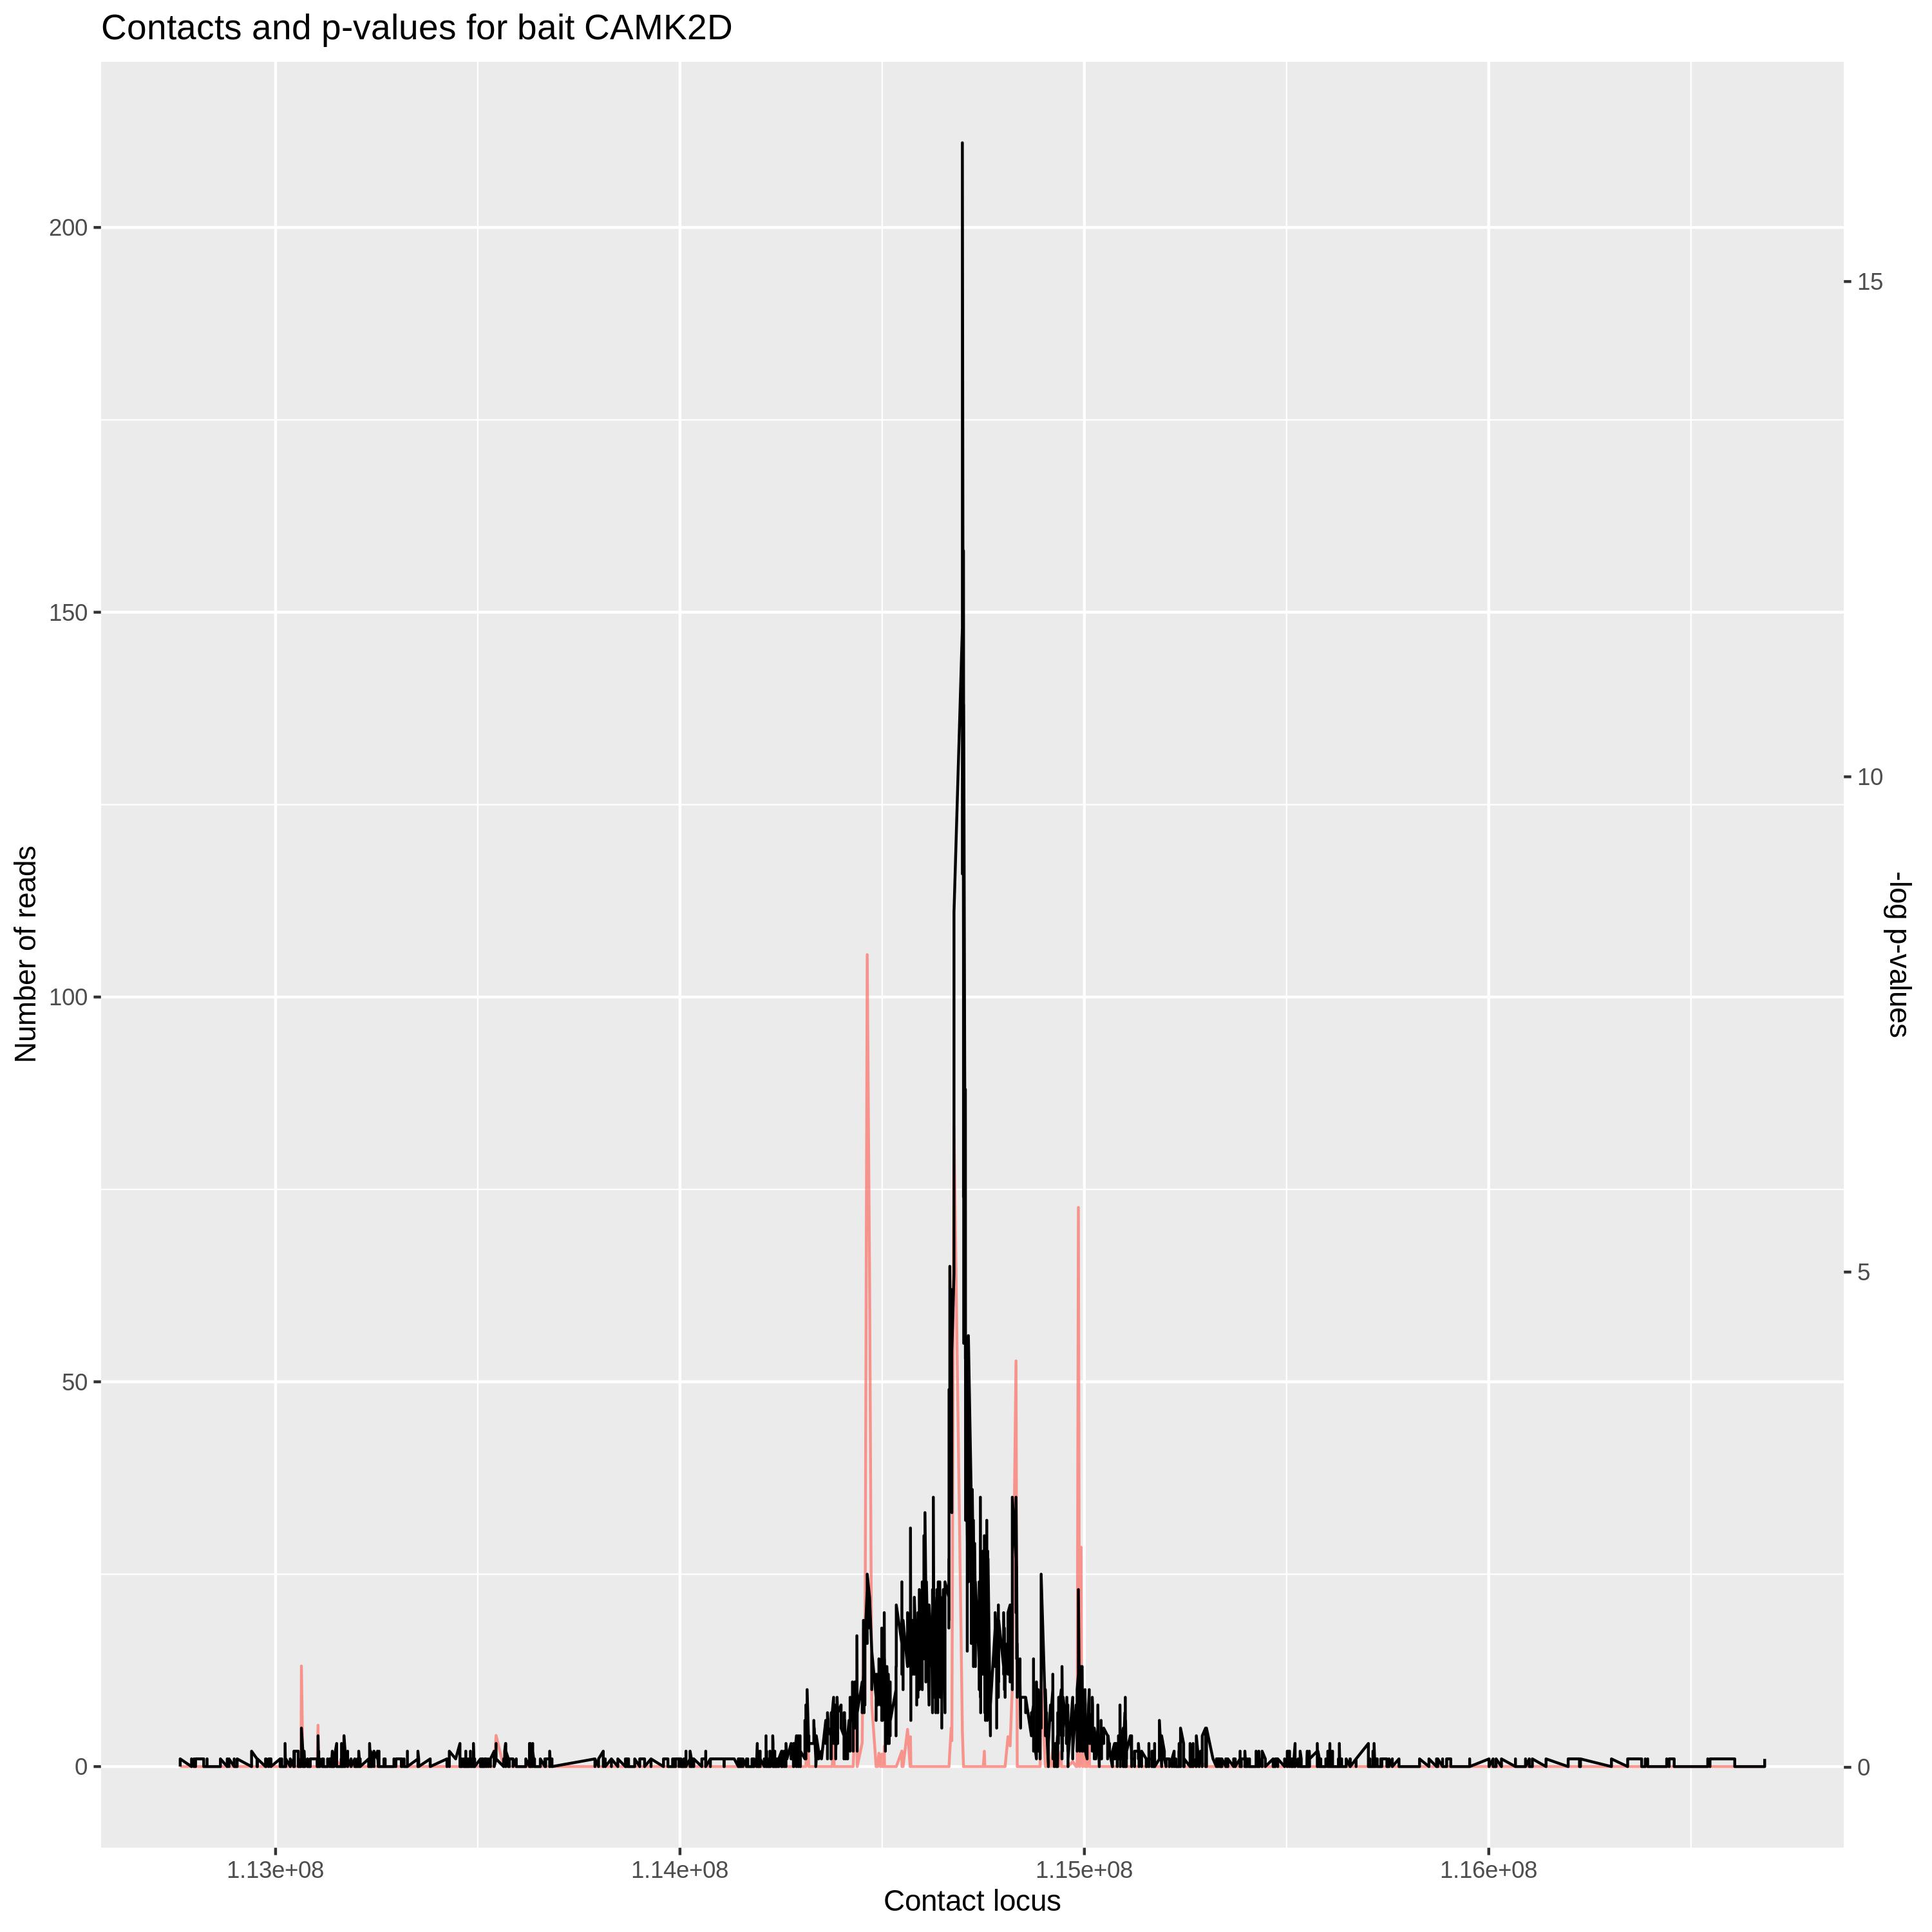 Contacts and p-values for bait CAMK2D
200
150
100
50
0
Number of reads
15
10
5
0
-log p-values
1.13e+08
1.14e+08
1.15e+08
1.16e+08
Contact locus